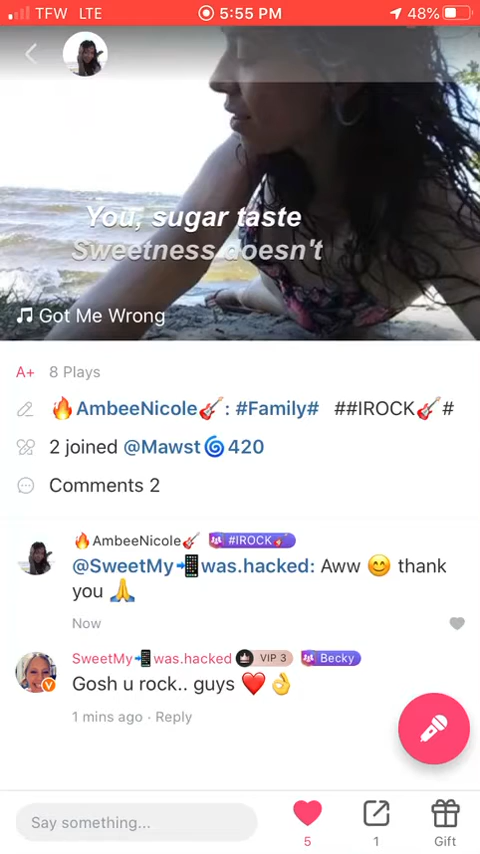 TFW LTE 5:55 PM 48%
You, sugar taste
Sweetness doesn't
Got Me Wrong
A+ 8 Plays
🔥AmbeeNicole🎸: #Family# ##IROCK🎸#
2 joined @Mawst🌀420
Comments 2
🔥AmbeeNicole🎸 #IROCK🎸
@SweetMy📲was.hacked: Aww 😊 thank
you 🙏
Now
SweetMy📲was.hacked VIP 3 Becky
Gosh u rock.. guys ❤️👌
1 mins ago · Reply
Say something...
5 1 Gift